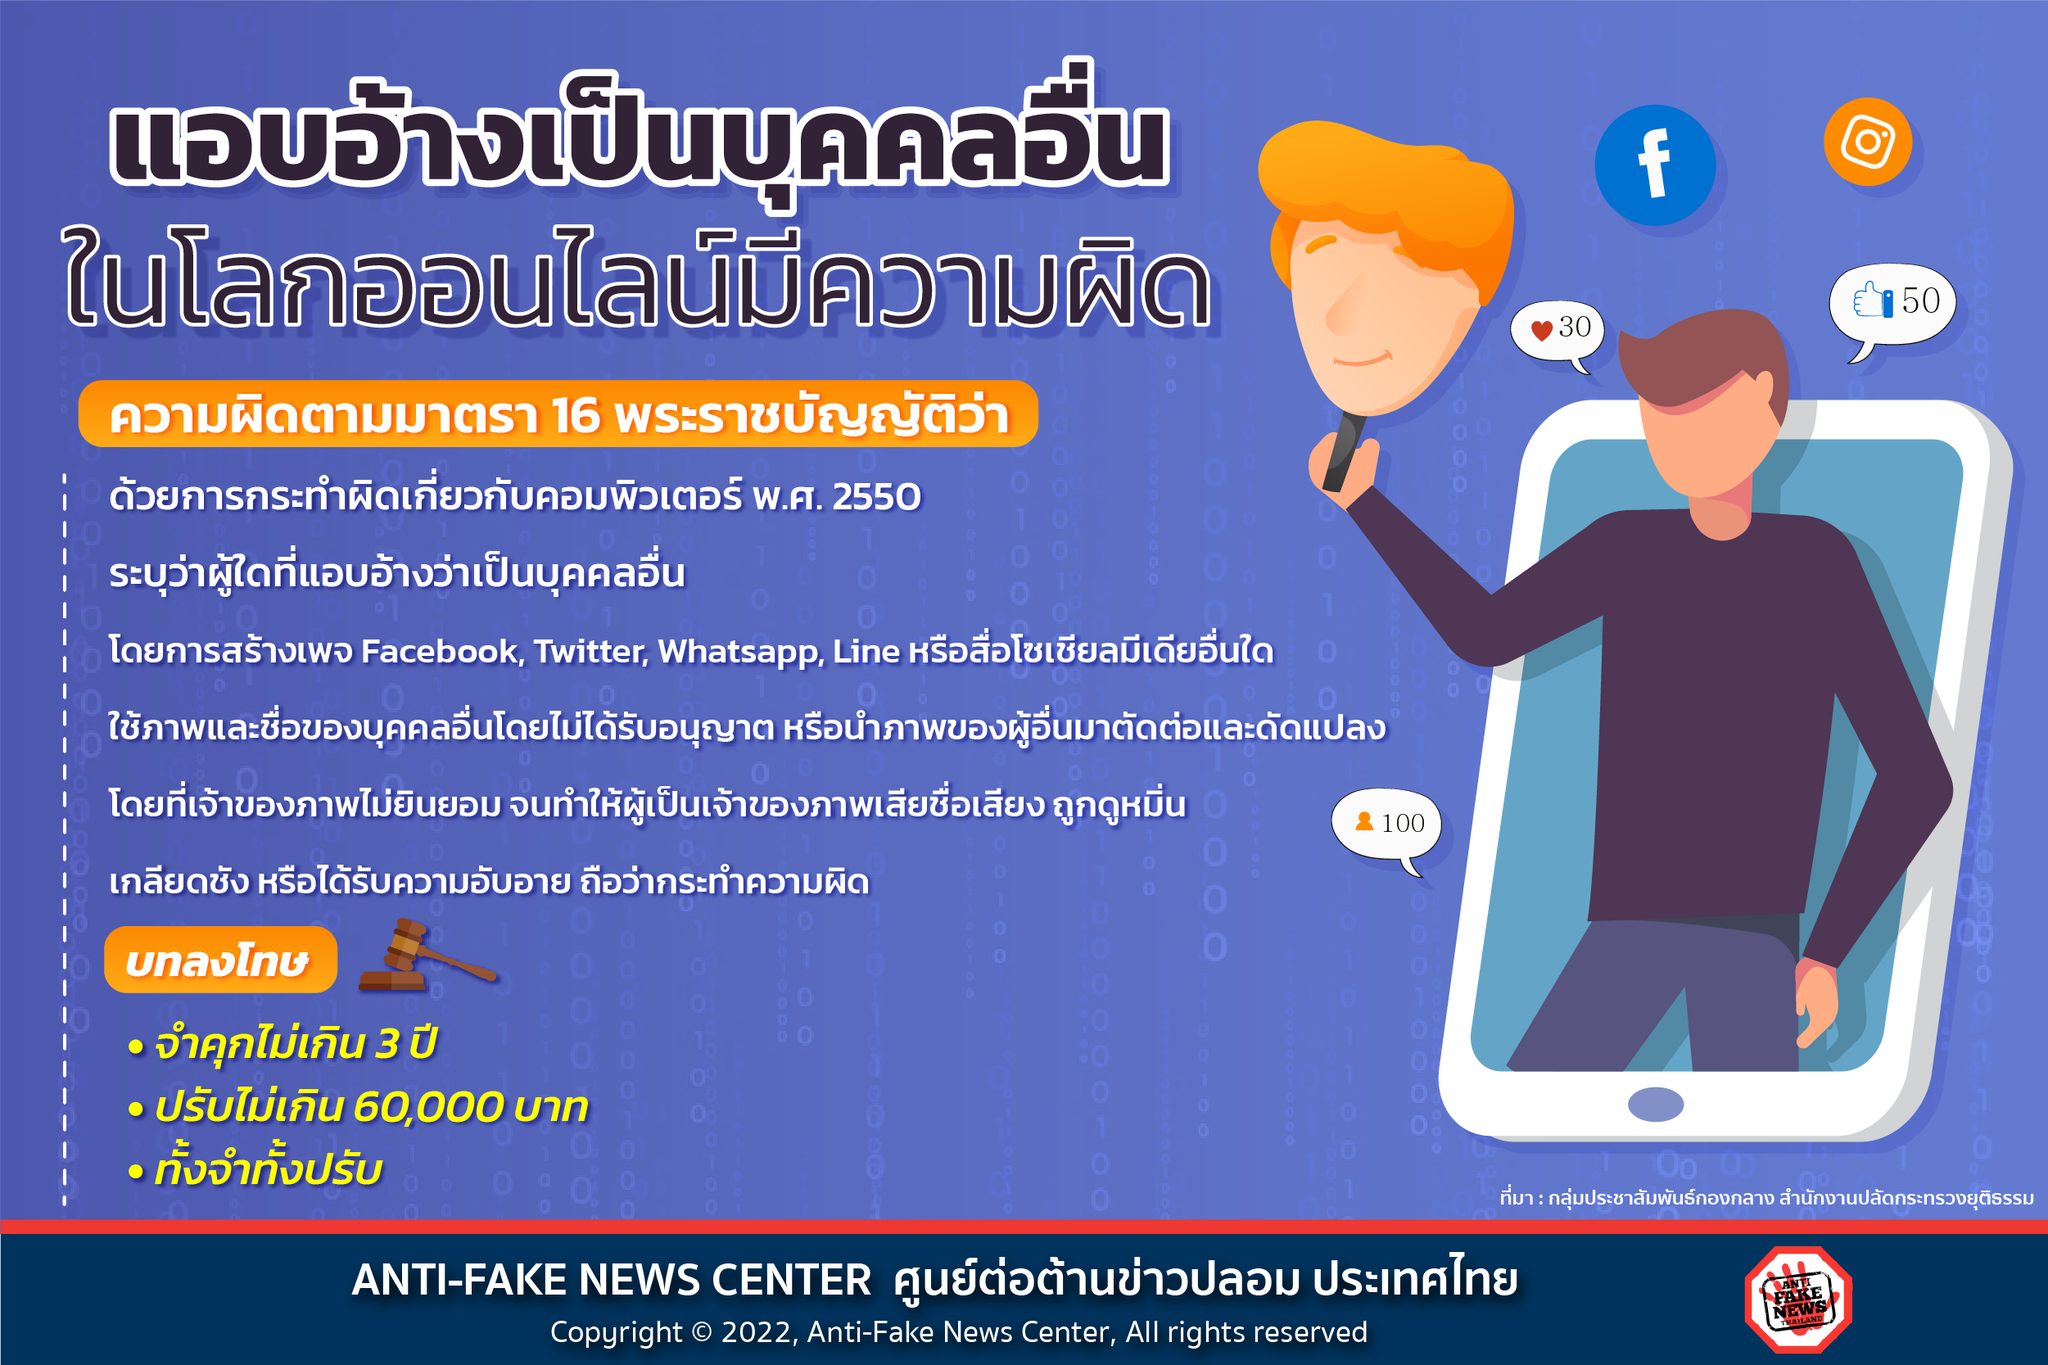 แอบอ้างเป็นบุคคลอื่น
ในโลกออนไลน์มีความผิด
ความผิดตามมาตรา 16 พระราชบัญญัติว่า
ด้วยการกระทำผิดเกี่ยวกับคอมพิวเตอร์ พ.ศ. 2550
ระบุว่าผู้ใดที่แอบอ้างว่าเป็นบุคคลอื่น
โดยการสร้างเพจ Facebook, Twitter, Whatsapp, Line หรือสื่อโซเชียลมีเดียอื่นใด
ใช้ภาพและชื่อของบุคคลอื่นโดยไม่ได้รับอนุญาต หรือนำภาพของผู้อื่นมาตัดต่อและดัดแปลง
โดยที่เจ้าของภาพไม่ยินยอม จนทำให้ผู้เป็นเจ้าของภาพเสียชื่อเสียง ถูกดูหมิ่น
เกลียดชัง หรือได้รับความอับอาย ถือว่ากระทำความผิด
บทลงโทษ
• จำคุกไม่เกิน 3 ปี
• ปรับไม่เกิน 60,000 บาท
• ทั้งจำทั้งปรับ
f
30
50
100
ที่มา : กลุ่มประชาสัมพันธ์กองกลาง สำนักงานปลัดกระทรวงยุติธรรม
ANTI-FAKE NEWS CENTER ศูนย์ต่อต้านข่าวปลอม ประเทศไทย
Copyright © 2022, Anti-Fake News Center, All rights reserved
ANTI
FAKE
NEWS
THAILAND